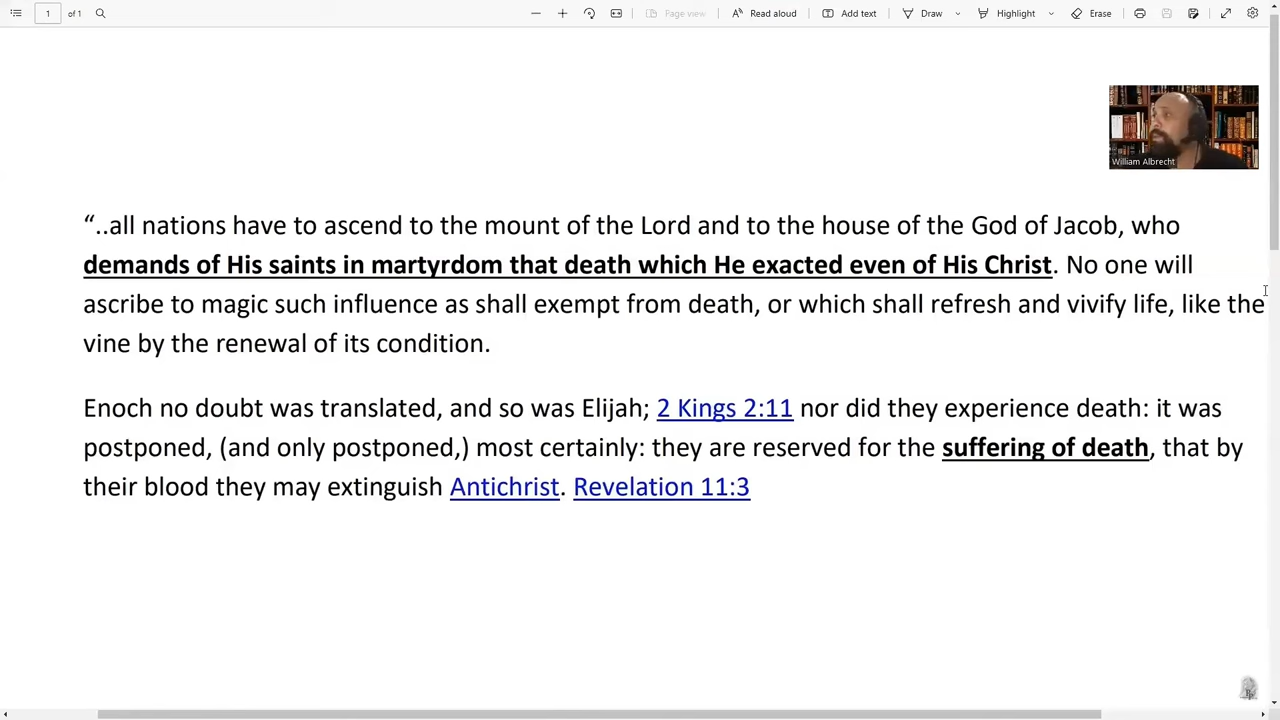 1 of 1 Page view Read aloud Add text Draw Highlight Erase
William Albrecht
“..all nations have to ascend to the mount of the Lord and to the house of the God of Jacob, who
demands of His saints in martyrdom that death which He exacted even of His Christ. No one will
ascribe to magic such influence as shall exempt from death, or which shall refresh and vivify life, like the
vine by the renewal of its condition.
Enoch no doubt was translated, and so was Elijah; 2 Kings 2:11 nor did they experience death: it was
postponed, (and only postponed,) most certainly: they are reserved for the suffering of death, that by
their blood they may extinguish Antichrist. Revelation 11:3